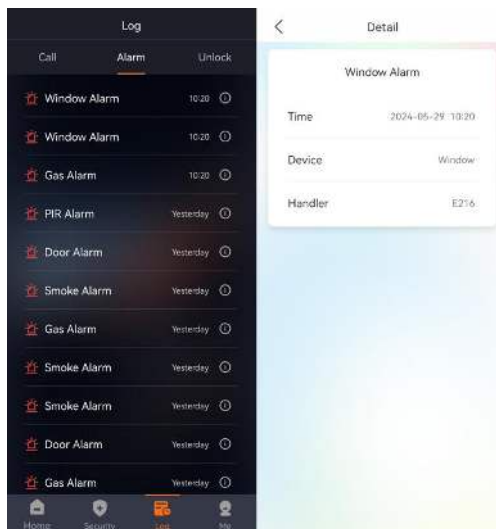 Log
Call Alarm Unlock
Window Alarm 10:20
Window Alarm 10:20
Gas Alarm 10:20
PIR Alarm Yesterday
Door Alarm Yesterday
Smoke Alarm Yesterday
Gas Alarm Yesterday
Smoke Alarm Yesterday
Smoke Alarm Yesterday
Door Alarm Yesterday
Gas Alarm Yesterday
Home Security Log Me
Detail
Window Alarm
Time 2024-05-29 10:20
Device Window
Handler E216